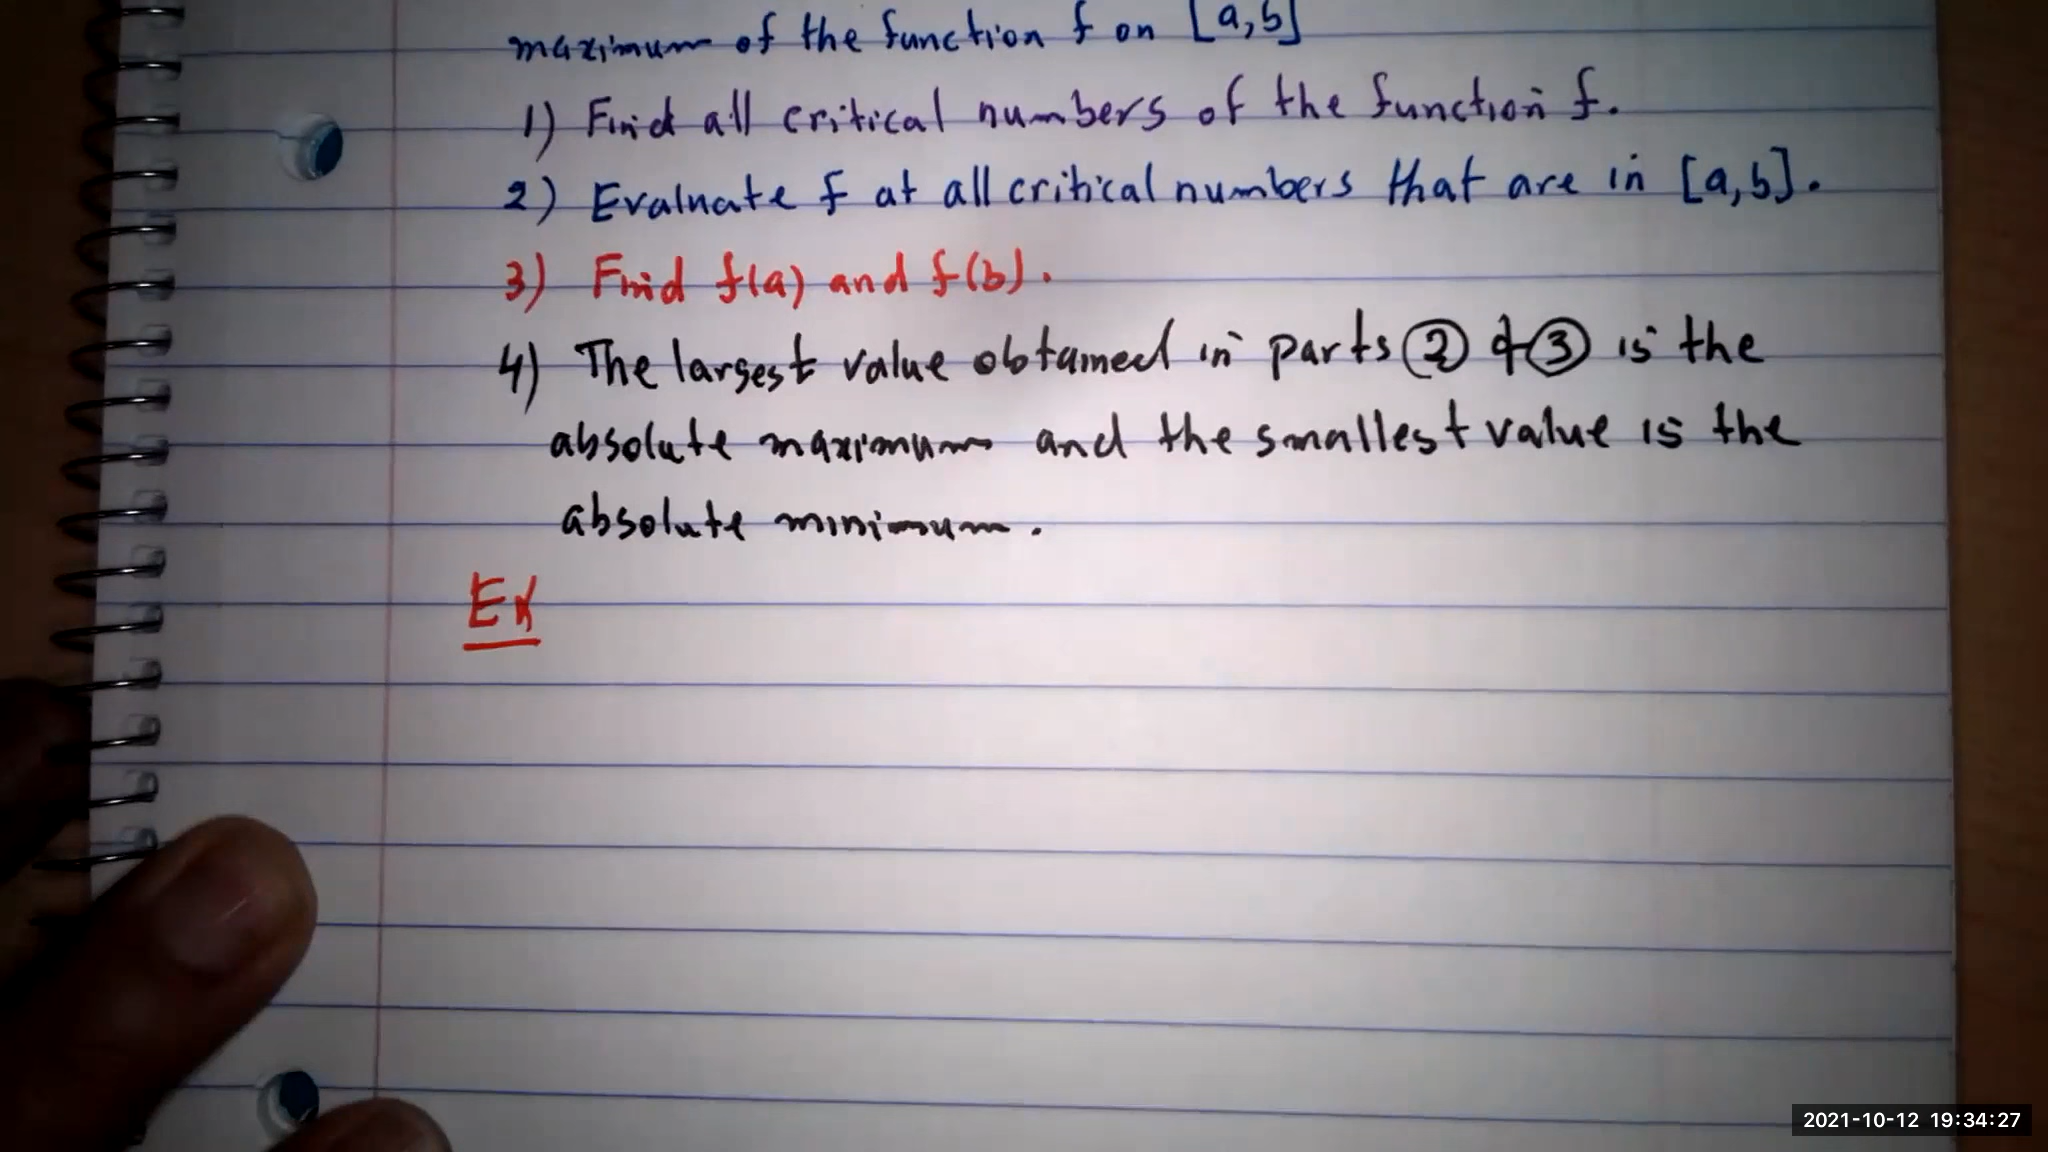 maximum of the function f on [a,b]
1) Find all critical numbers of the function f.
2) Evaluate f at all critical numbers that are in [a,b].
3) Find f(a) and f(b).
4) The largest value obtained in parts ② & ③ is the
absolute maximum and the smallest value is the
absolute minimum.
Ex
2021-10-12 19:34:27